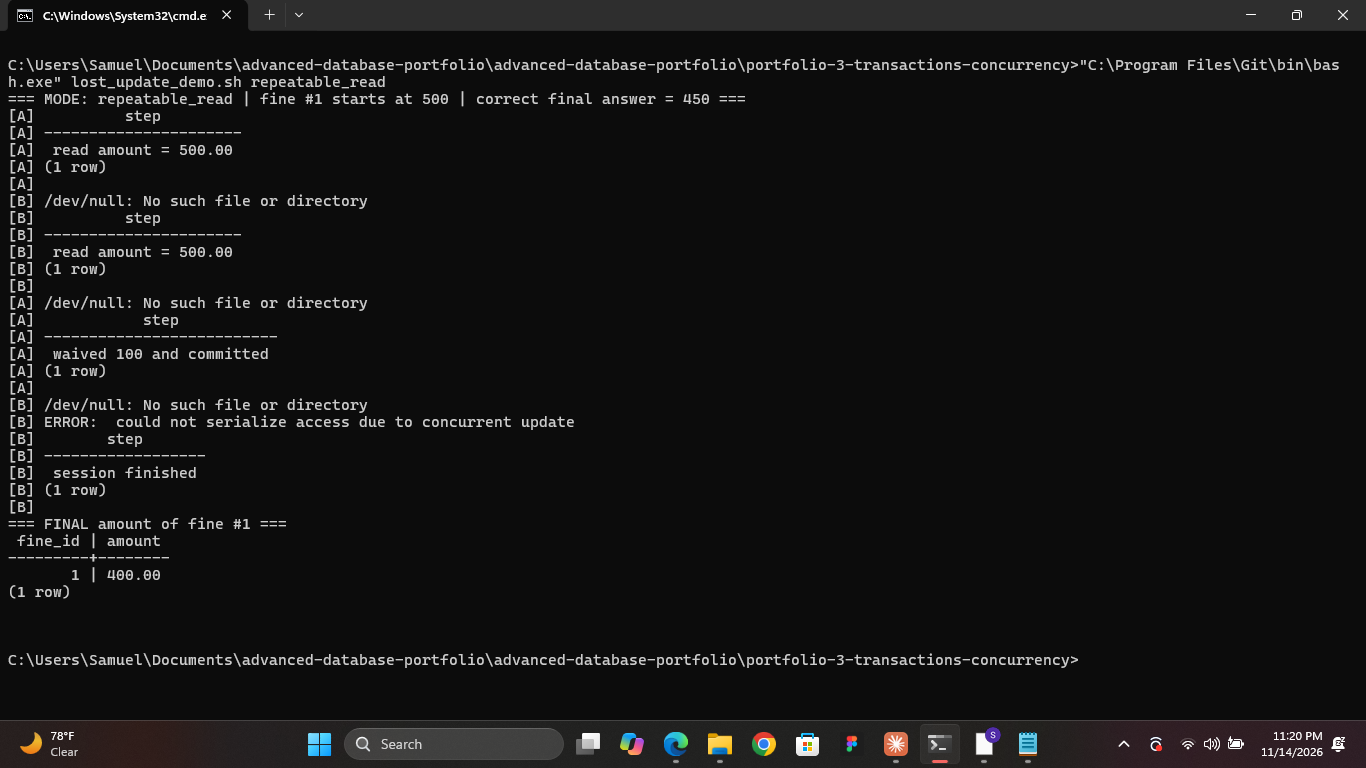 C:\Windows\System32\cmd.e
C:\Users\Samuel\Documents\advanced-database-portfolio\advanced-database-portfolio\portfolio-3-transactions-concurrency>"C:\Program Files\Git\bin\bas
h.exe" lost_update_demo.sh repeatable_read
=== MODE: repeatable_read | fine #1 starts at 500 | correct final answer = 450 ===
[A]          step
[A] ----------------------
[A]  read amount = 500.00
[A] (1 row)
[A]
[B] /dev/null: No such file or directory
[B]          step
[B] ----------------------
[B]  read amount = 500.00
[B] (1 row)
[B]
[A] /dev/null: No such file or directory
[A]            step
[A] --------------------------
[A]  waived 100 and committed
[A] (1 row)
[A]
[B] /dev/null: No such file or directory
[B] ERROR:  could not serialize access due to concurrent update
[B]        step
[B] ------------------
[B]  session finished
[B] (1 row)
[B]
=== FINAL amount of fine #1 ===
 fine_id | amount
---------+--------
       1 | 400.00
(1 row)
C:\Users\Samuel\Documents\advanced-database-portfolio\advanced-database-portfolio\portfolio-3-transactions-concurrency>
78°F
Clear
Search
S
11:20 PM
11/14/2026